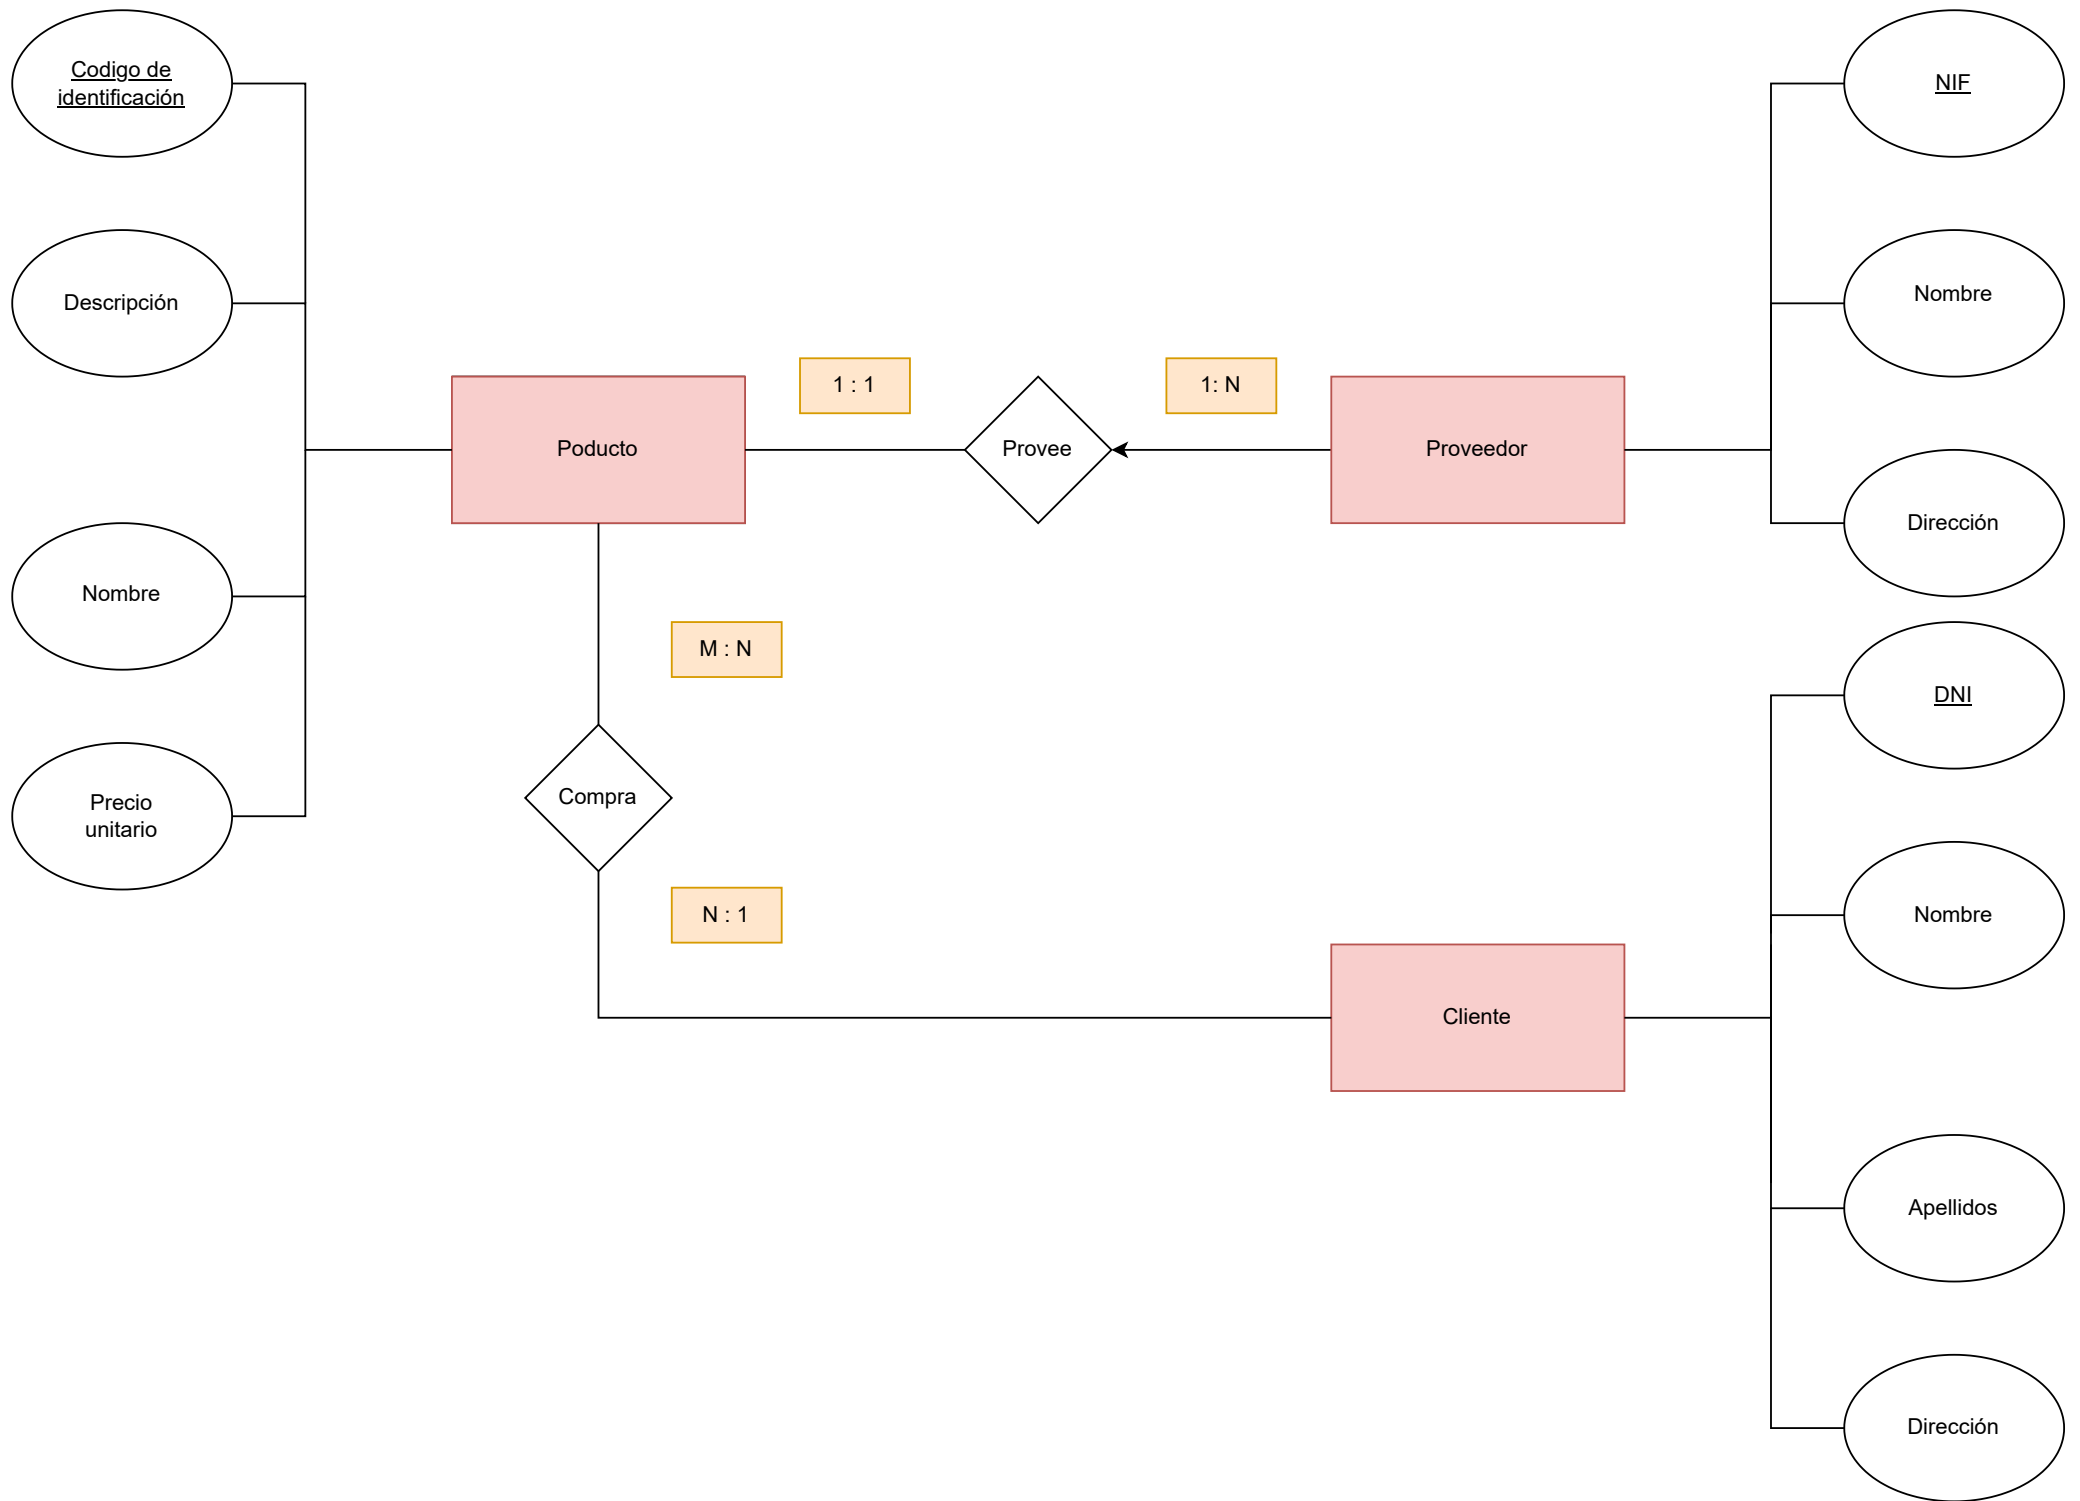 Codigo de
identificación
NIF
Descripción
Nombre
1 : 1
1: N
Poducto
Provee
Proveedor
Dirección
Nombre
M : N
DNI
Compra
Precio
unitario
N : 1
Nombre
Cliente
Apellidos
Dirección